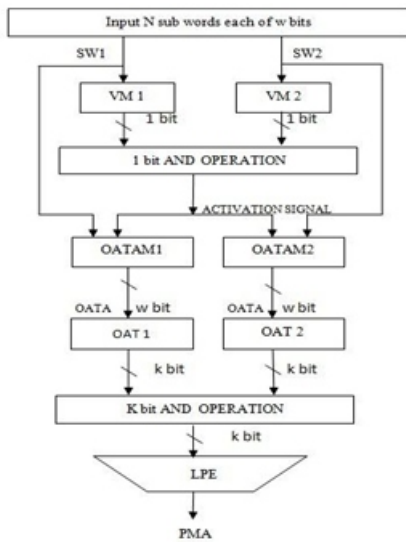 Input N sub words each of w bits
SW1 SW2
VM 1 VM 2
1 bit 1 bit
1 bit AND OPERATION
ACTIVATION SIGNAL
OATAM1 OATAM2
OATA w bit OATA w bit
OAT 1 OAT 2
k bit k bit
K bit AND OPERATION
k bit
LPE
PMA